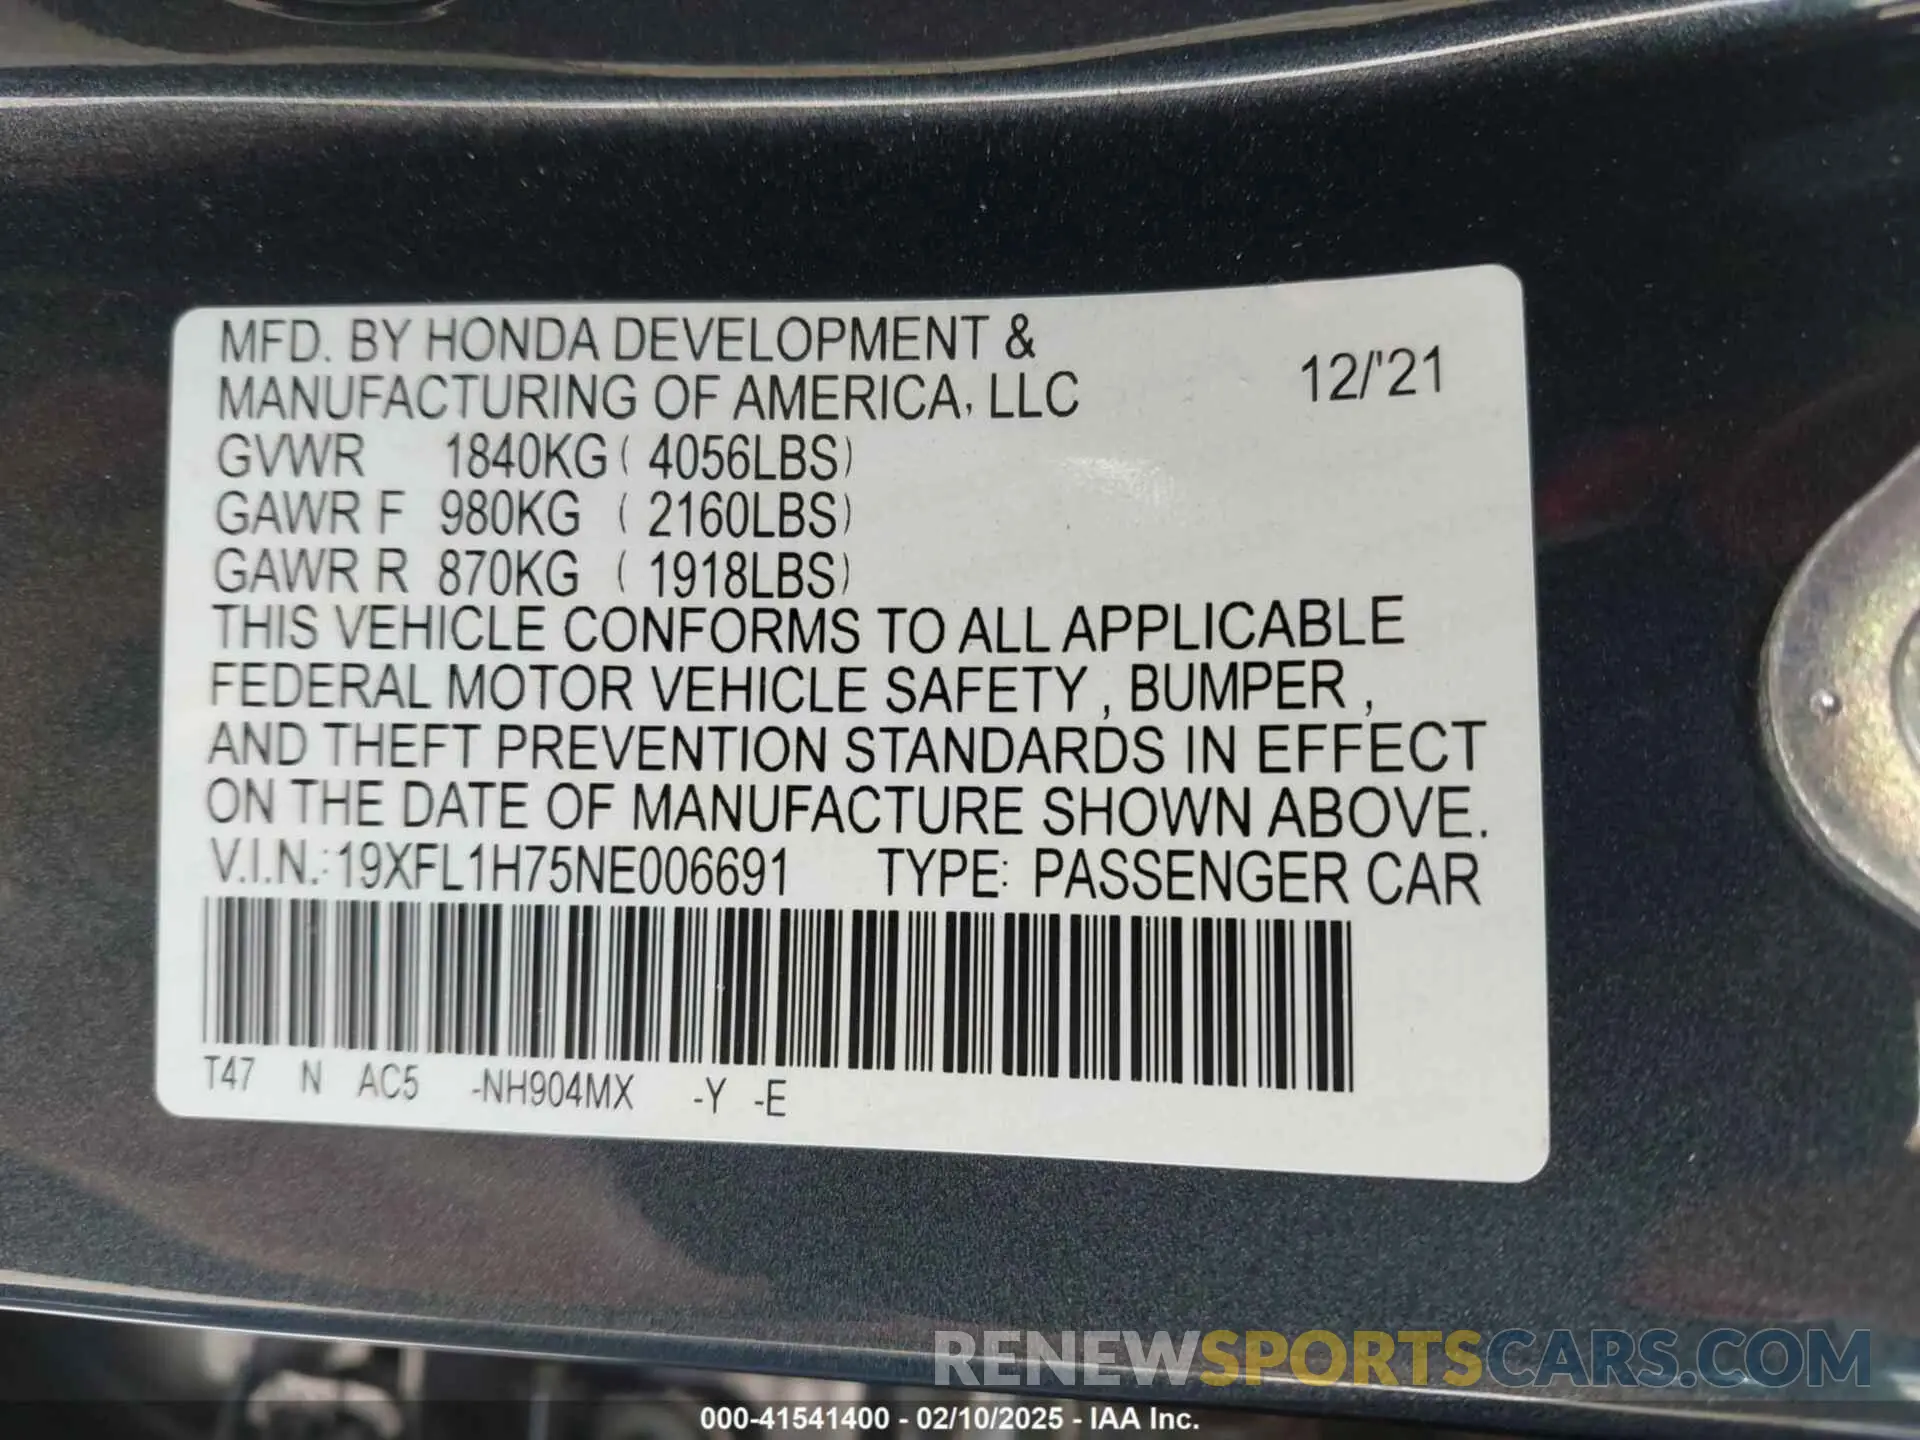 MFD. BY HONDA DEVELOPMENT &
MANUFACTURING OF AMERICA, LLC 12/'21
GVWR 1840KG ( 4056LBS)
GAWR F 980KG ( 2160LBS)
GAWR R 870KG ( 1918LBS)
THIS VEHICLE CONFORMS TO ALL APPLICABLE
FEDERAL MOTOR VEHICLE SAFETY , BUMPER ,
AND THEFT PREVENTION STANDARDS IN EFFECT
ON THE DATE OF MANUFACTURE SHOWN ABOVE.
V.I.N.: 19XFL1H75NE006691 TYPE: PASSENGER CAR
T47 N AC5 -NH904MX -Y -E
RENEWSPORTSCARS.COM
000-41541400 - 02/10/2025 - IAA Inc.